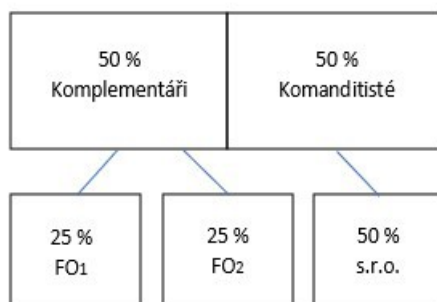 50 %
Komplementáři
50 %
Komanditisté
25 %
FO1
25 %
FO2
50 %
s.r.o.